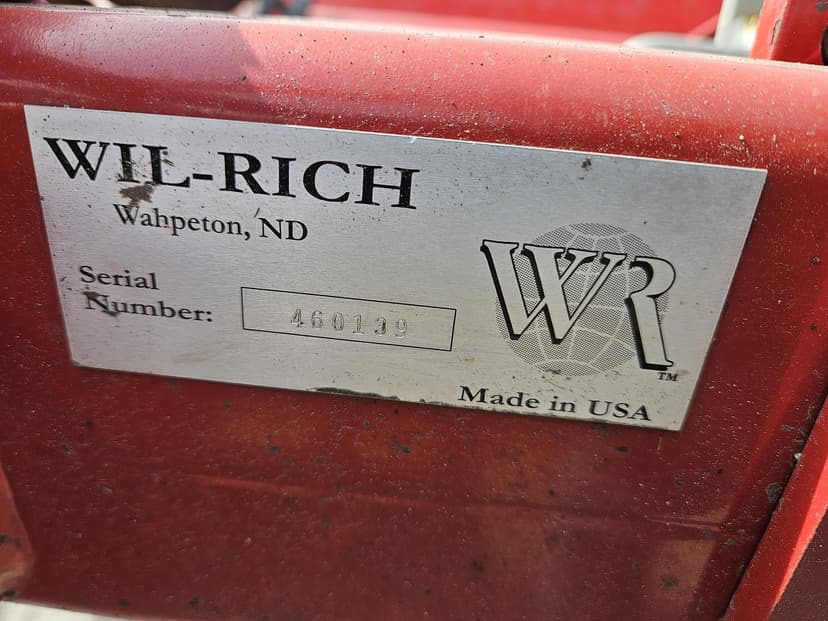 WIL-RICH
Wahpeton, ND
Serial
Number:
460139
WR
TM
Made in USA